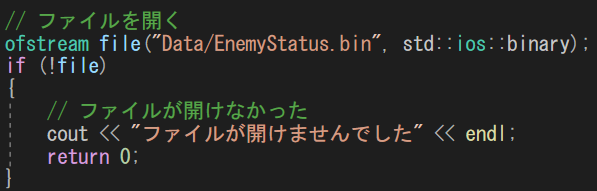 // ファイルを開く
ofstream file("Data/EnemyStatus.bin", std::ios::binary);
if (!file)
{
// ファイルが開けなかった
cout << "ファイルが開けませんでした" << endl;
return 0;
}